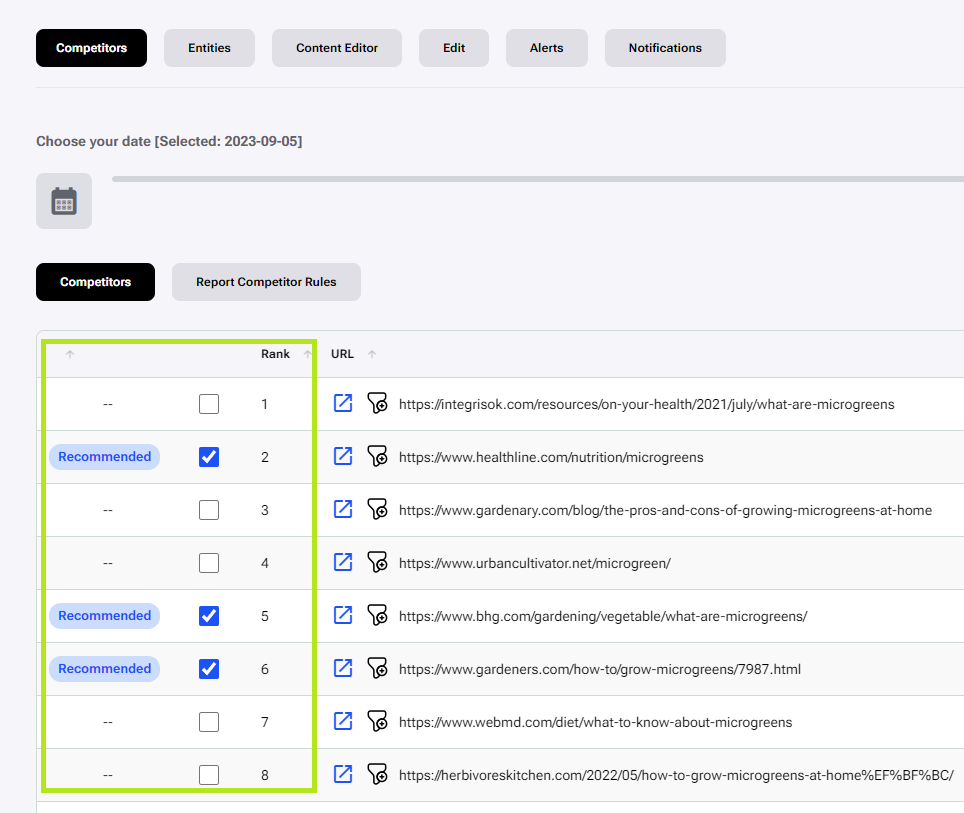 Competitors Entities Content Editor Edit Alerts Notifications
Choose your date [Selected: 2023-09-05]
Competitors Report Competitor Rules
Rank URL
-- 1 https://integrisok.com/resources/on-your-health/2021/july/what-are-microgreens
Recommended 2 https://www.healthline.com/nutrition/microgreens
-- 3 https://www.gardenary.com/blog/the-pros-and-cons-of-growing-microgreens-at-home
-- 4 https://www.urbancultivator.net/microgreen/
Recommended 5 https://www.bhg.com/gardening/vegetable/what-are-microgreens/
Recommended 6 https://www.gardeners.com/how-to/grow-microgreens/7987.html
-- 7 https://www.webmd.com/diet/what-to-know-about-microgreens
-- 8 https://herbivoreskitchen.com/2022/05/how-to-grow-microgreens-at-home%EF%BF%BC/